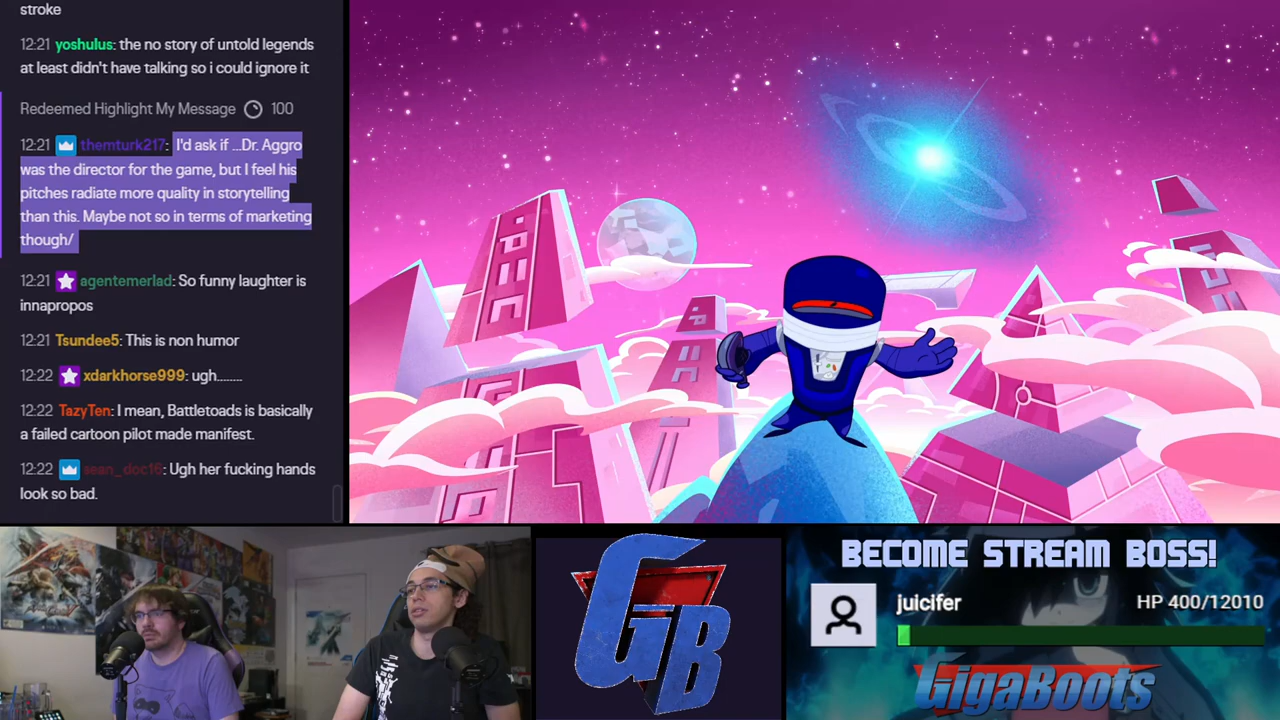 stroke
12:21 yoshulus: the no story of untold legends
at least didn't have talking so i could ignore it
Redeemed Highlight My Message 100
12:21 themturk217: I'd ask if ...Dr. Aggro
was the director for the game, but I feel his
pitches radiate more quality in storytelling
than this. Maybe not so in terms of marketing
though/
12:21 agentemerlad: So funny laughter is
innapropos
12:21 Tsundee5: This is non humor
12:22 xdarkhorse999: ugh........
12:22 TazyTen: I mean, Battletoads is basically
a failed cartoon pilot made manifest.
12:22 sean_doc16: Ugh her fucking hands
look so bad.
GB
BECOME STREAM BOSS!
juicifer HP 400/12010
GIGABOOTS